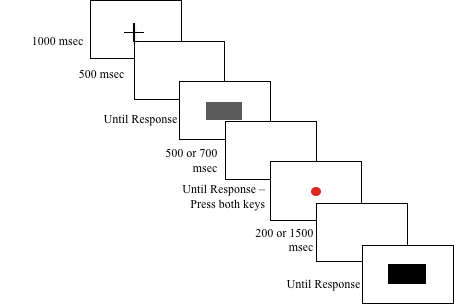 1000 msec
500 msec
Until Response
500 or 700
msec
Until Response –
Press both keys
200 or 1500
msec
Until Response